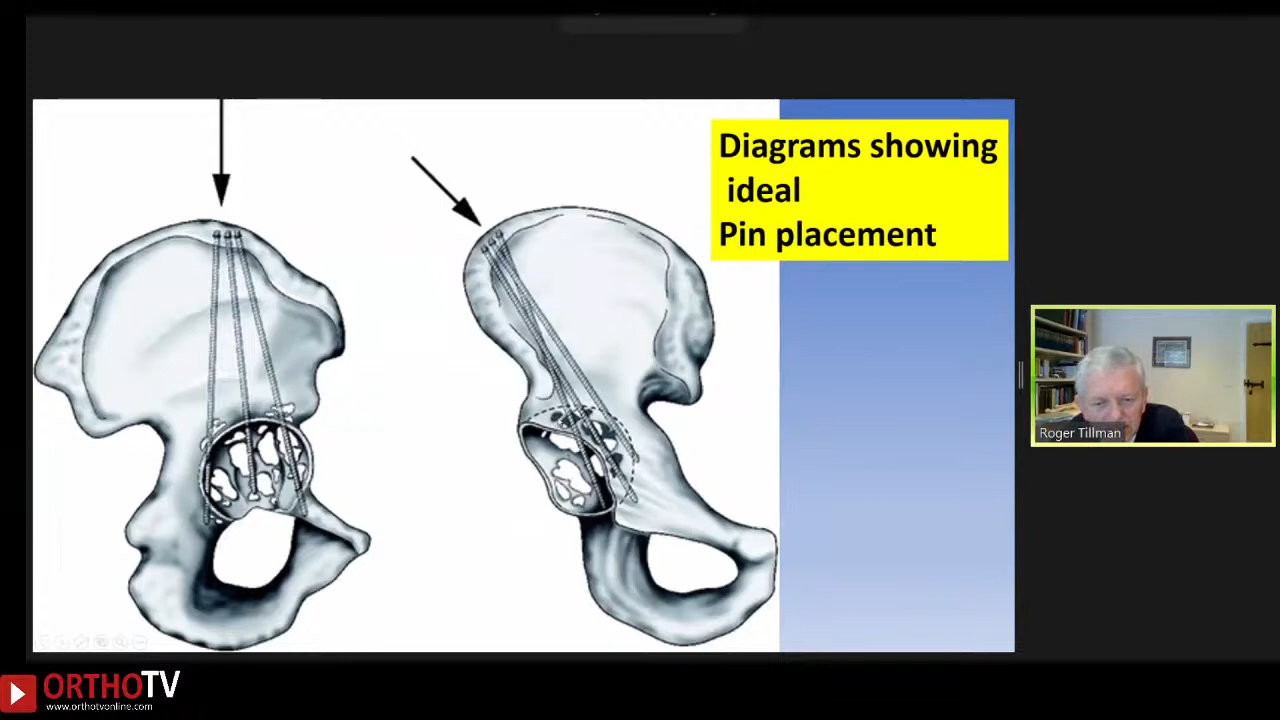 Diagrams showing
ideal
Pin placement
Roger Tillman
ORTHOTV
www.orthotvonline.com